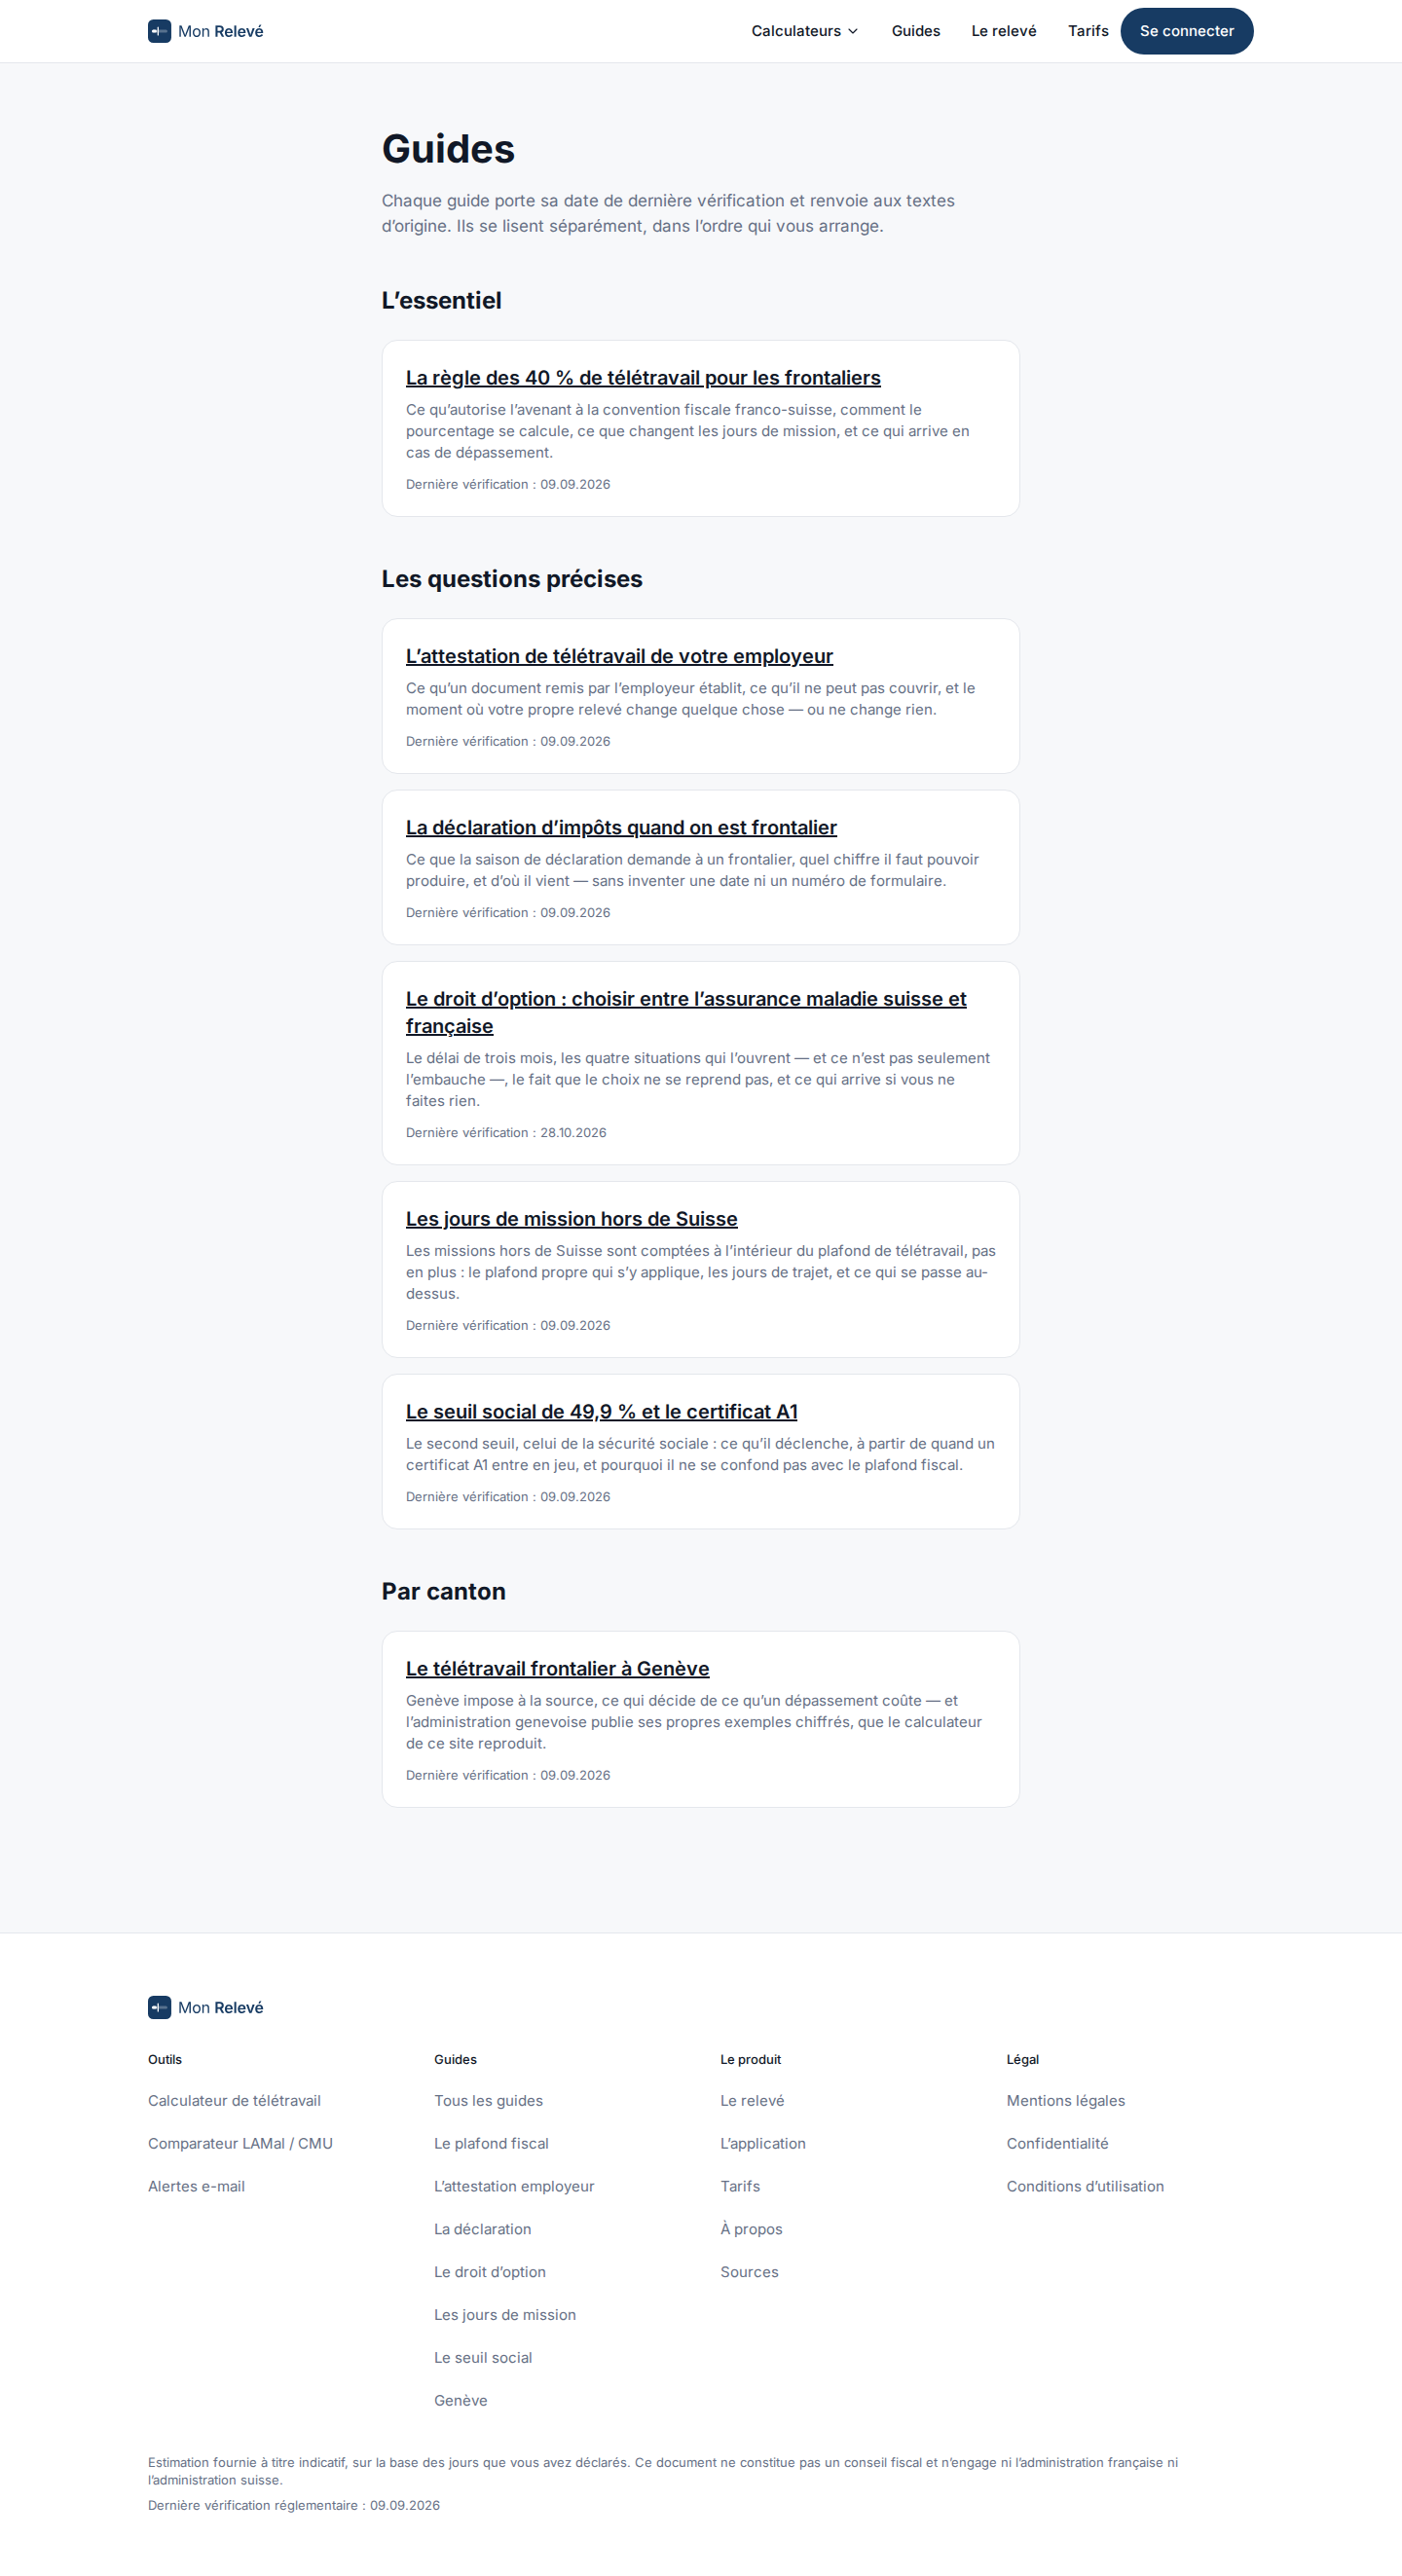 Mon Relevé
Calculateurs
Guides
Le relevé
Tarifs
Se connecter
Guides
Chaque guide porte sa date de dernière vérification et renvoie aux textes
d’origine. Ils se lisent séparément, dans l’ordre qui vous arrange.
L’essentiel
La règle des 40 % de télétravail pour les frontaliers
Ce qu’autorise l’avenant à la convention fiscale franco-suisse, comment le
pourcentage se calcule, ce que changent les jours de mission, et ce qui arrive en
cas de dépassement.
Dernière vérification : 09.09.2026
Les questions précises
L’attestation de télétravail de votre employeur
Ce qu’un document remis par l’employeur établit, ce qu’il ne peut pas couvrir, et le
moment où votre propre relevé change quelque chose — ou ne change rien.
Dernière vérification : 09.09.2026
La déclaration d’impôts quand on est frontalier
Ce que la saison de déclaration demande à un frontalier, quel chiffre il faut pouvoir
produire, et d’où il vient — sans inventer une date ni un numéro de formulaire.
Dernière vérification : 09.09.2026
Le droit d’option : choisir entre l’assurance maladie suisse et
française
Le délai de trois mois, les quatre situations qui l’ouvrent — et ce n’est pas seulement
l’embauche —, le fait que le choix ne se reprend pas, et ce qui arrive si vous ne
faites rien.
Dernière vérification : 28.10.2026
Les jours de mission hors de Suisse
Les missions hors de Suisse sont comptées à l’intérieur du plafond de télétravail, pas
en plus : le plafond propre qui s’y applique, les jours de trajet, et ce qui se passe au-
dessus.
Dernière vérification : 09.09.2026
Le seuil social de 49,9 % et le certificat A1
Le second seuil, celui de la sécurité sociale : ce qu’il déclenche, à partir de quand un
certificat A1 entre en jeu, et pourquoi il ne se confond pas avec le plafond fiscal.
Dernière vérification : 09.09.2026
Par canton
Le télétravail frontalier à Genève
Genève impose à la source, ce qui décide de ce qu’un dépassement coûte — et
l’administration genevoise publie ses propres exemples chiffrés, que le calculateur
de ce site reproduit.
Dernière vérification : 09.09.2026
Mon Relevé
Outils
Calculateur de télétravail
Comparateur LAMal / CMU
Alertes e-mail
Guides
Tous les guides
Le plafond fiscal
L’attestation employeur
La déclaration
Le droit d’option
Les jours de mission
Le seuil social
Genève
Le produit
Le relevé
L’application
Tarifs
À propos
Sources
Légal
Mentions légales
Confidentialité
Conditions d’utilisation
Estimation fournie à titre indicatif, sur la base des jours que vous avez déclarés. Ce document ne constitue pas un conseil fiscal et n’engage ni l’administration française ni
l’administration suisse.
Dernière vérification réglementaire : 09.09.2026